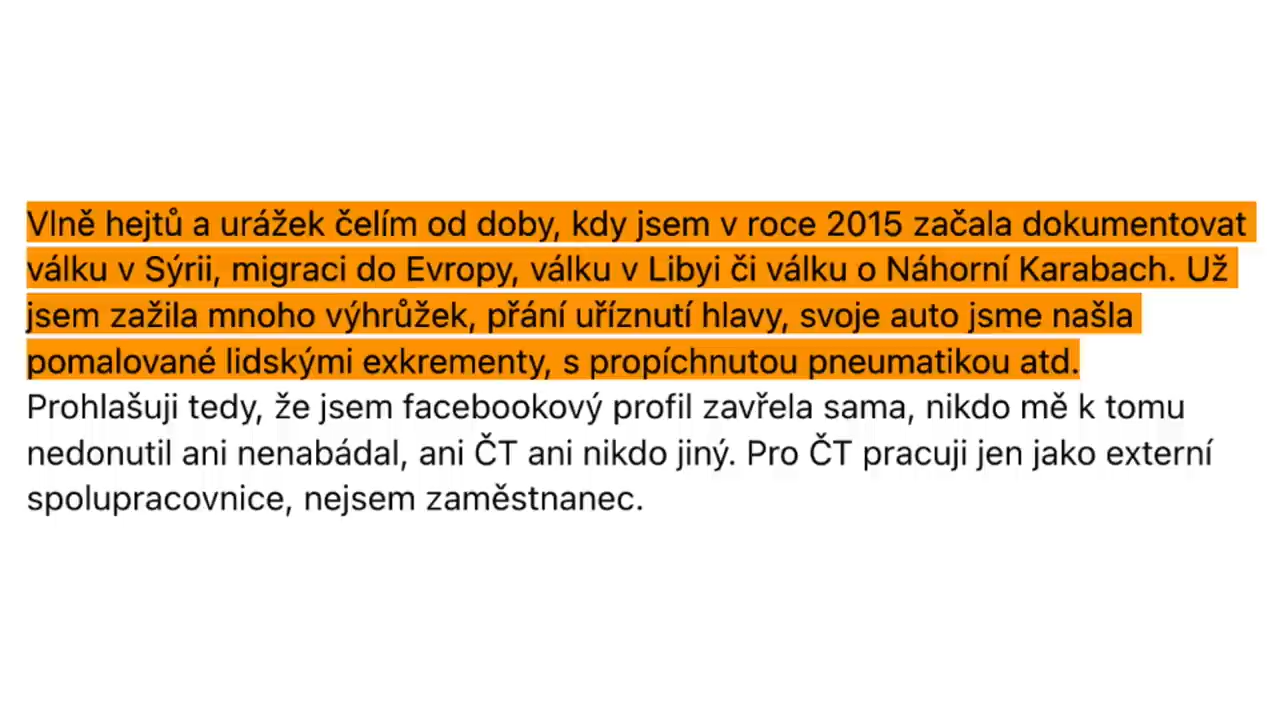 Vlně hejtů a urážek čelím od doby, kdy jsem v roce 2015 začala dokumentovat
válku v Sýrii, migraci do Evropy, válku v Libyi či válku o Náhorní Karabach. Už
jsem zažila mnoho výhrůžek, přání uříznutí hlavy, svoje auto jsme našla
pomalované lidskými exkrementy, s propíchnutou pneumatikou atd.
Prohlašuji tedy, že jsem facebookový profil zavřela sama, nikdo mě k tomu
nedonutil ani nenabádal, ani ČT ani nikdo jiný. Pro ČT pracuji jen jako externí
spolupracovnice, nejsem zaměstnanec.